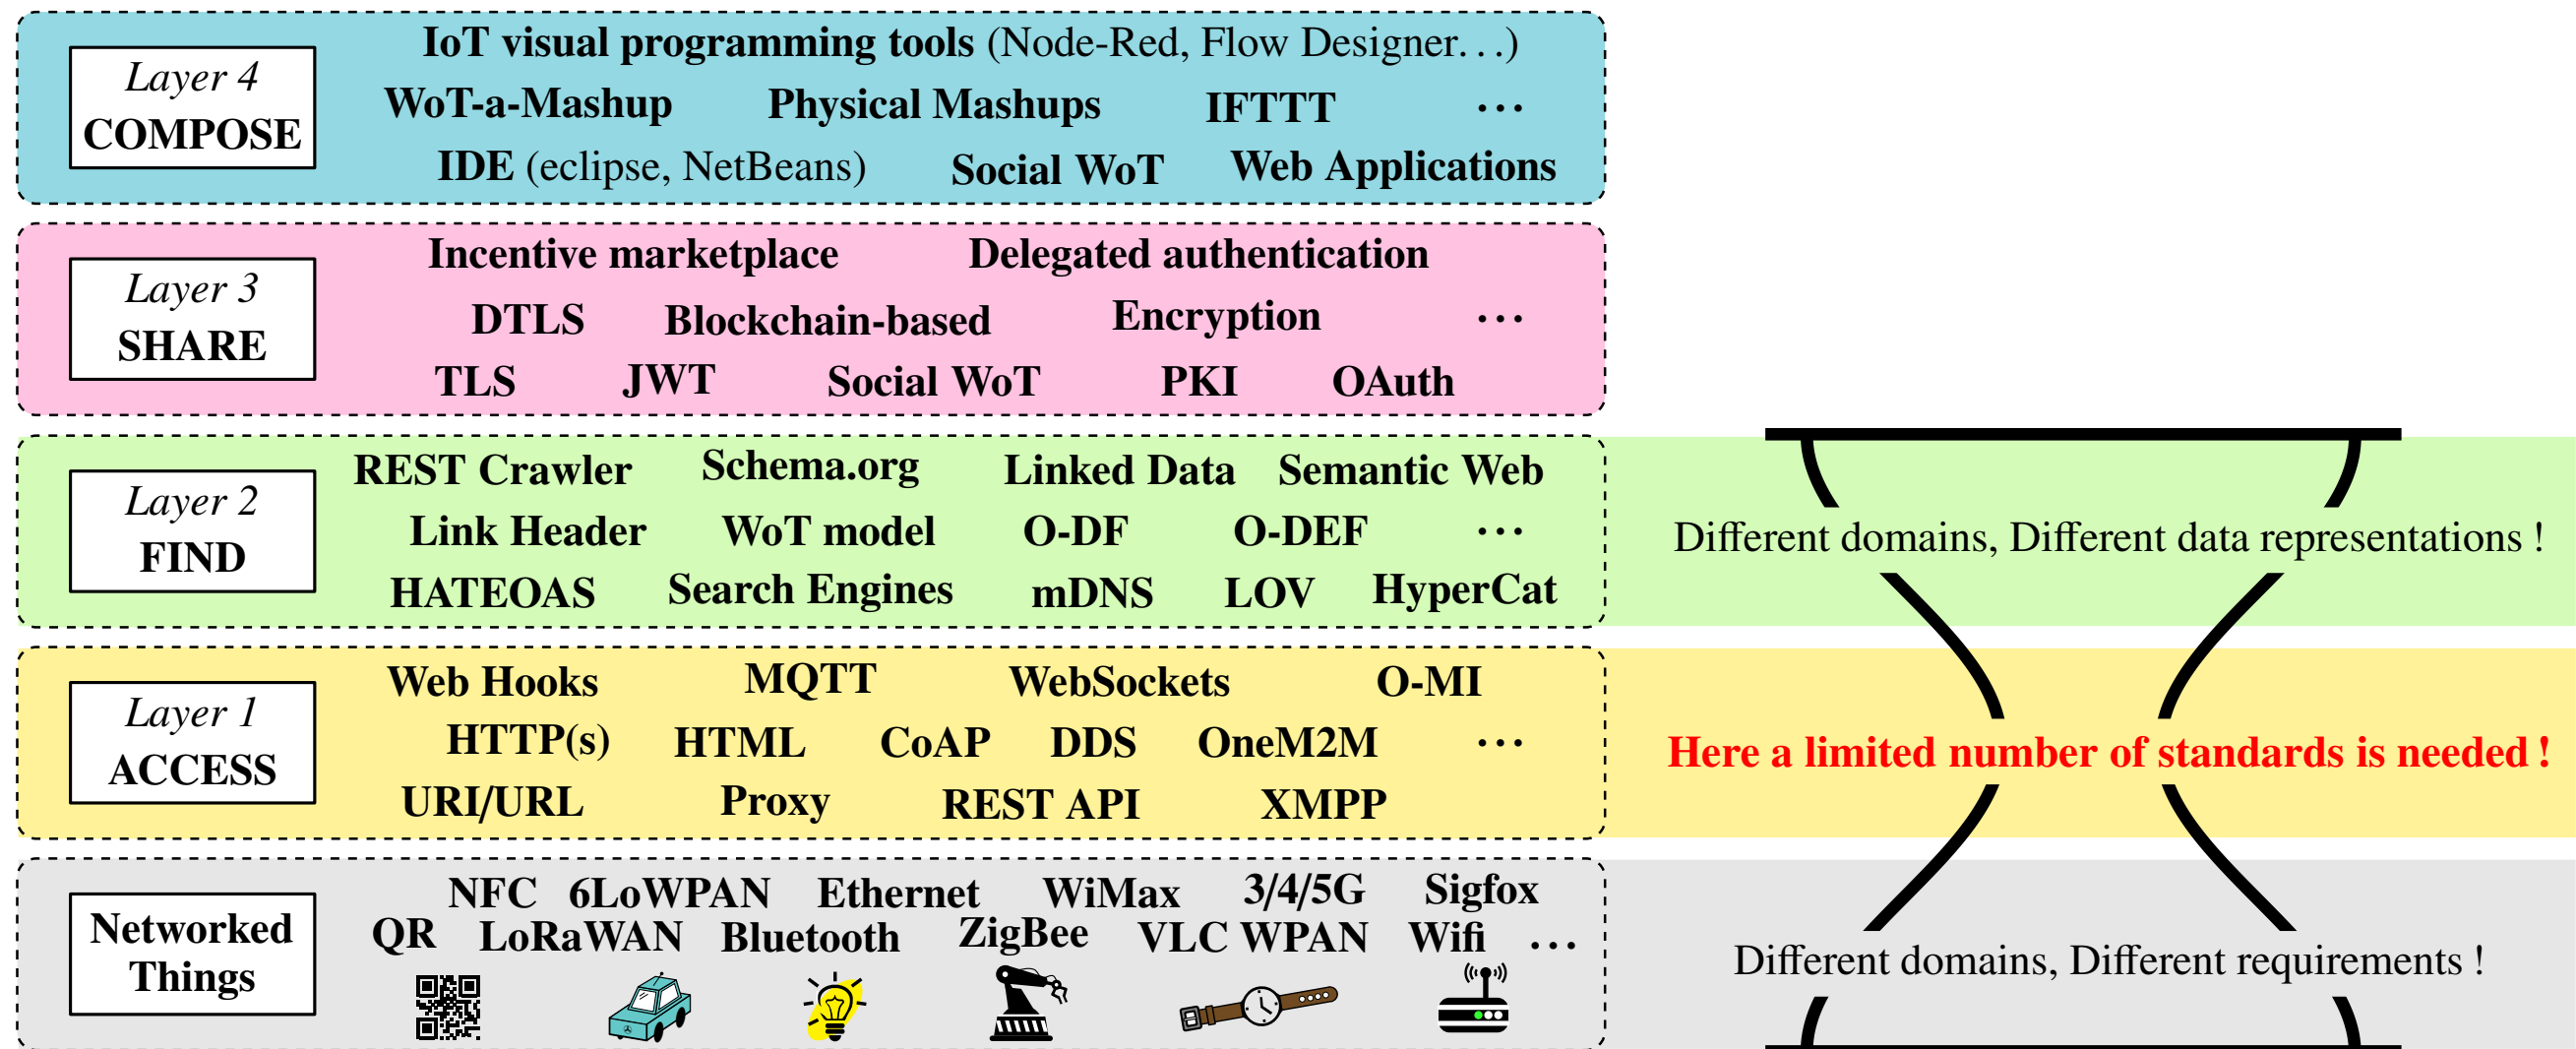 Layer 4
COMPOSE
IoT visual programming tools (Node-Red, Flow Designer...)
WoT-a-Mashup Physical Mashups IFTTT ...
IDE (eclipse, NetBeans) Social WoT Web Applications
Layer 3
SHARE
Incentive marketplace Delegated authentication
DTLS Blockchain-based Encryption ...
TLS JWT Social WoT PKI OAuth
Layer 2
FIND
REST Crawler Schema.org Linked Data Semantic Web
Link Header WoT model O-DF O-DEF ...
HATEOAS Search Engines mDNS LOV HyperCat
Different domains, Different data representations !
Layer 1
ACCESS
Web Hooks MQTT WebSockets O-MI
HTTP(s) HTML CoAP DDS OneM2M ...
URI/URL Proxy REST API XMPP
Here a limited number of standards is needed !
Networked
Things
NFC 6LoWPAN Ethernet WiMax 3/4/5G Sigfox
QR LoRaWAN Bluetooth ZigBee VLC WPAN Wifi ...
Different domains, Different requirements !